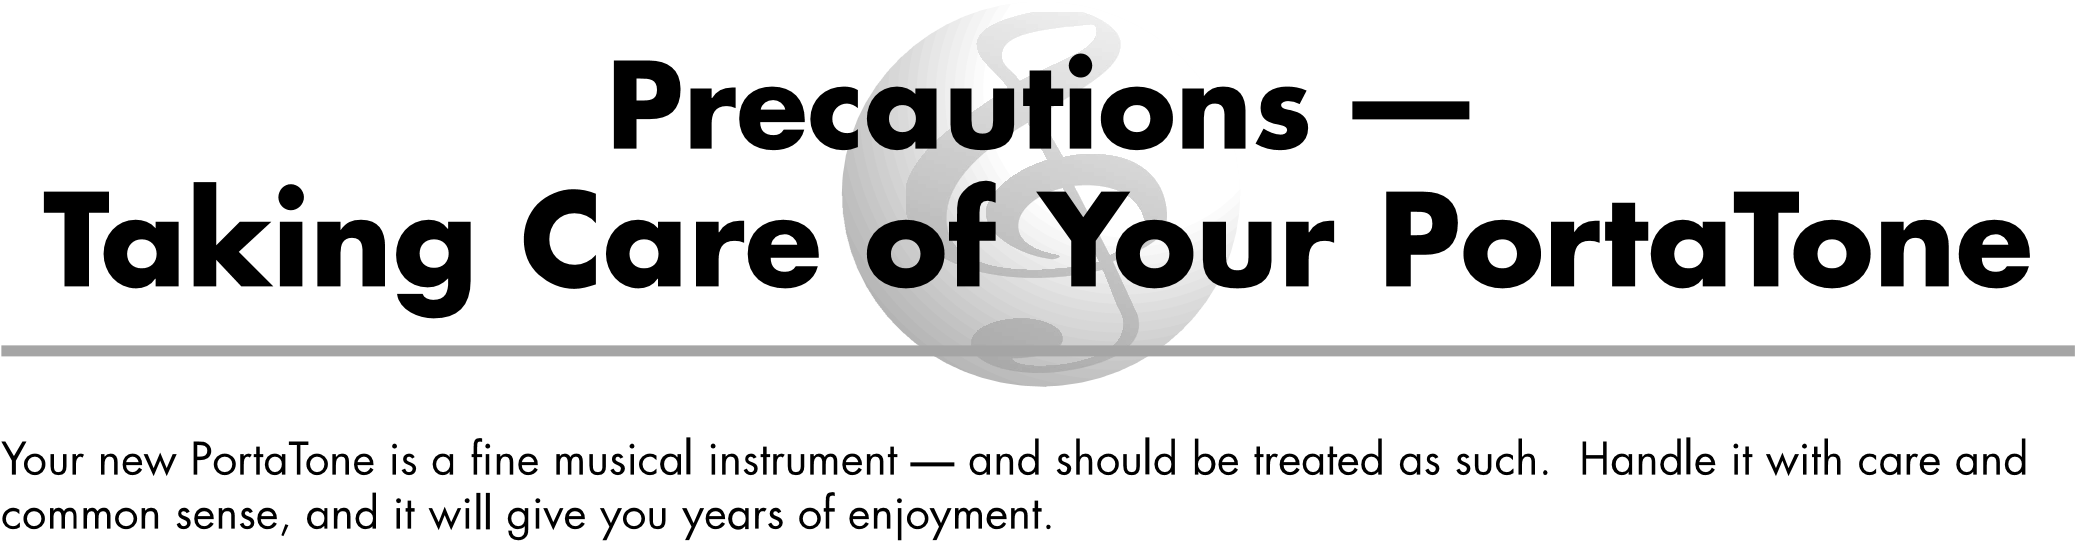 Precautions —
Taking Care of Your PortaTone
Your new PortaTone is a fine musical instrument — and should be treated as such.  Handle it with care and
common sense, and it will give you years of enjoyment.